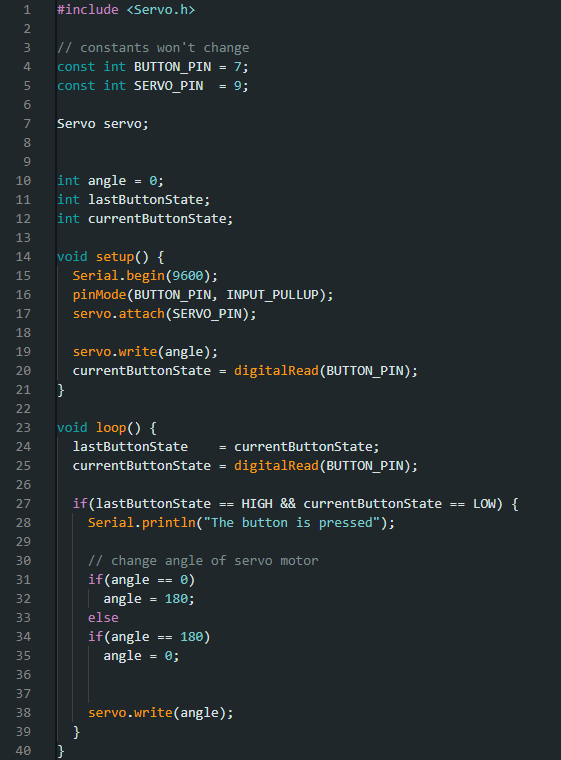 1 #include <Servo.h>
2
3 // constants won't change
4 const int BUTTON_PIN = 7;
5 const int SERVO_PIN  = 9;
6
7 Servo servo;
8
9
10 int angle = 0;
11 int lastButtonState;
12 int currentButtonState;
13
14 void setup() {
15   Serial.begin(9600);
16   pinMode(BUTTON_PIN, INPUT_PULLUP);
17   servo.attach(SERVO_PIN);
18
19   servo.write(angle);
20   currentButtonState = digitalRead(BUTTON_PIN);
21 }
22
23 void loop() {
24   lastButtonState    = currentButtonState;
25   currentButtonState = digitalRead(BUTTON_PIN);
26
27   if(lastButtonState == HIGH && currentButtonState == LOW) {
28     Serial.println("The button is pressed");
29
30     // change angle of servo motor
31     if(angle == 0)
32       angle = 180;
33     else
34     if(angle == 180)
35       angle = 0;
36
37
38     servo.write(angle);
39   }
40 }